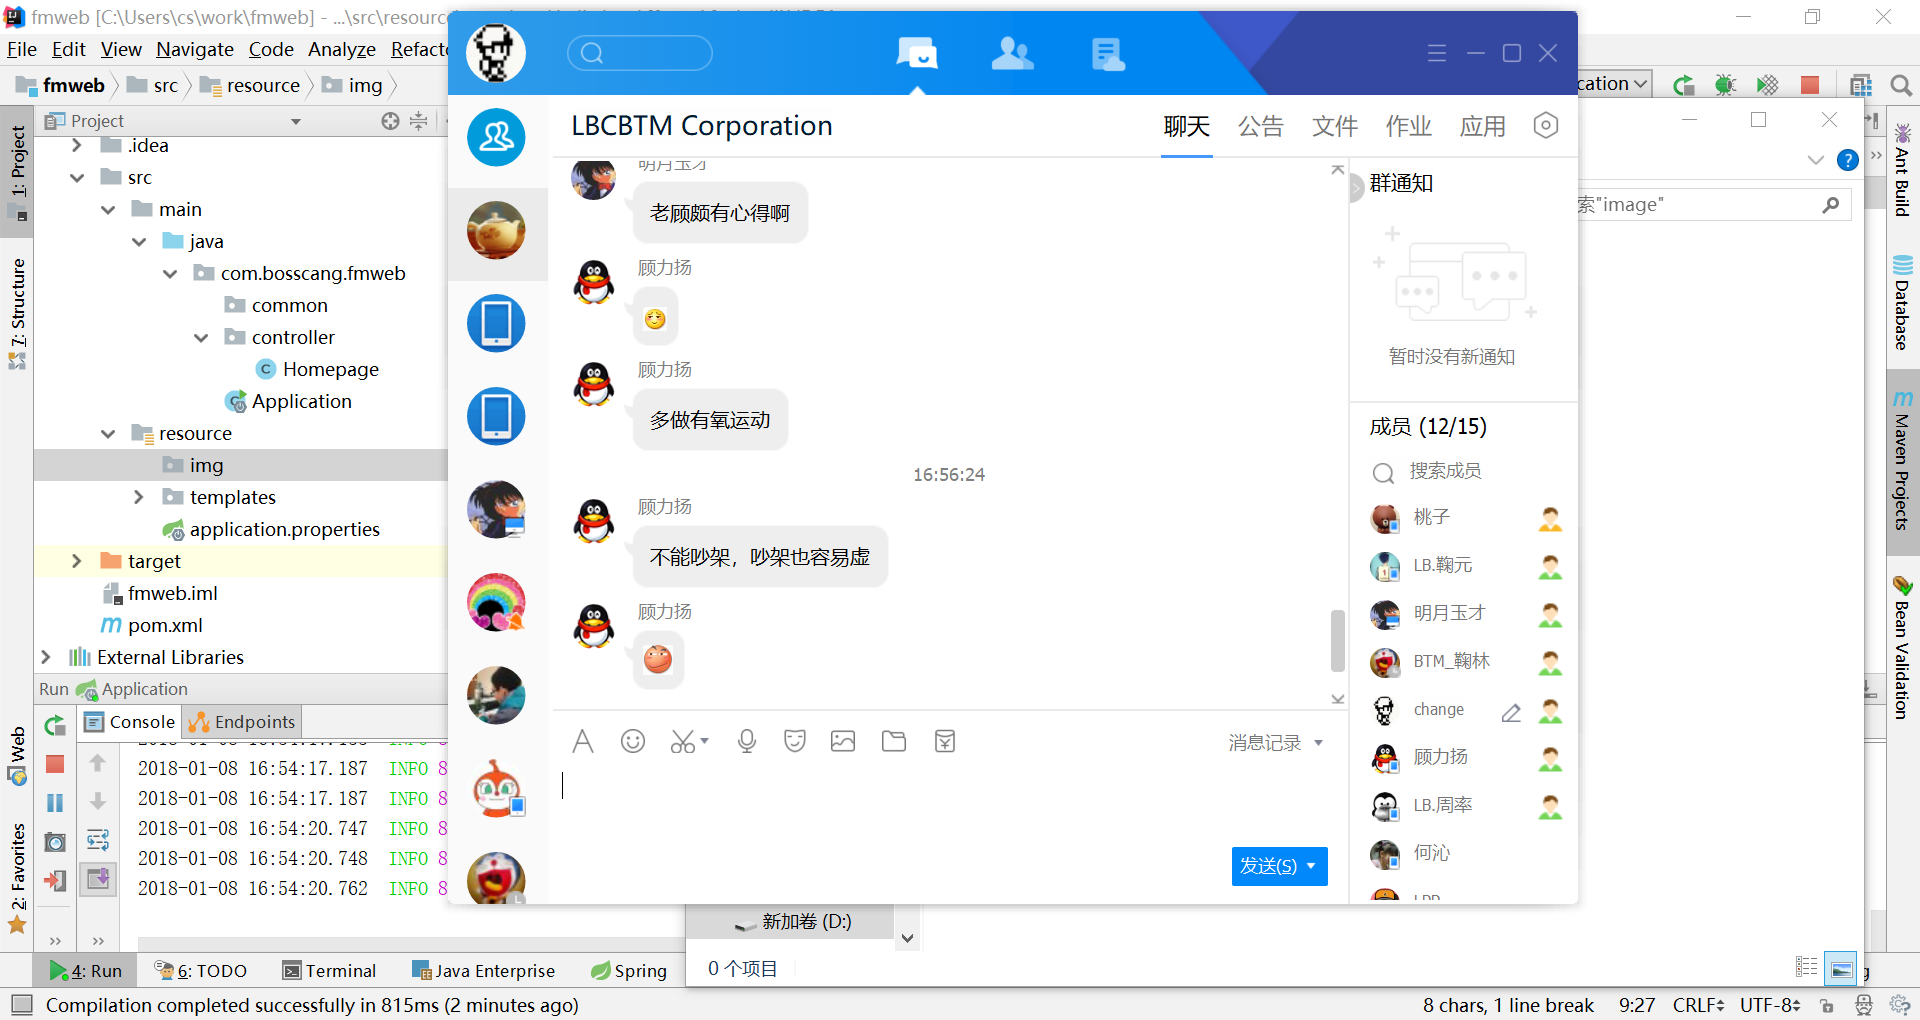 fmweb [C:\Users\cs\work\fmweb] - ...\src\resource
File Edit View Navigate Code Analyze Refacto
fmweb src resource img
cation
Project
.idea
src
main
java
com.bosscang.fmweb
common
controller
Homepage
Application
resource
img
templates
application.properties
target
fmweb.iml
pom.xml
External Libraries
1: Project
7: Structure
Web
2: Favorites
Run Application
Console Endpoints
2018-01-08 16:54:17.187 INFO 8
2018-01-08 16:54:17.187 INFO 8
2018-01-08 16:54:20.747 INFO 8
2018-01-08 16:54:20.748 INFO 8
2018-01-08 16:54:20.762 INFO 8
LBCBTM Corporation
聊天 公告 文件 作业 应用
明月玉才
老顾颇有心得啊
顾力扬
顾力扬
多做有氧运动
16:56:24
顾力扬
不能吵架，吵架也容易虚
顾力扬
消息记录
发送(S)
群通知
暂时没有新通知
成员 (12/15)
搜索成员
桃子
LB.鞠元
明月玉才
BTM_鞠林
change
顾力扬
LB.周率
何沁
索"image"
Ant Build
Database
Maven Projects
Bean Validation
新加卷 (D:)
0 个项目
4: Run 6: TODO Terminal Java Enterprise Spring
Compilation completed successfully in 815ms (2 minutes ago)
8 chars, 1 line break 9:27 CRLF UTF-8